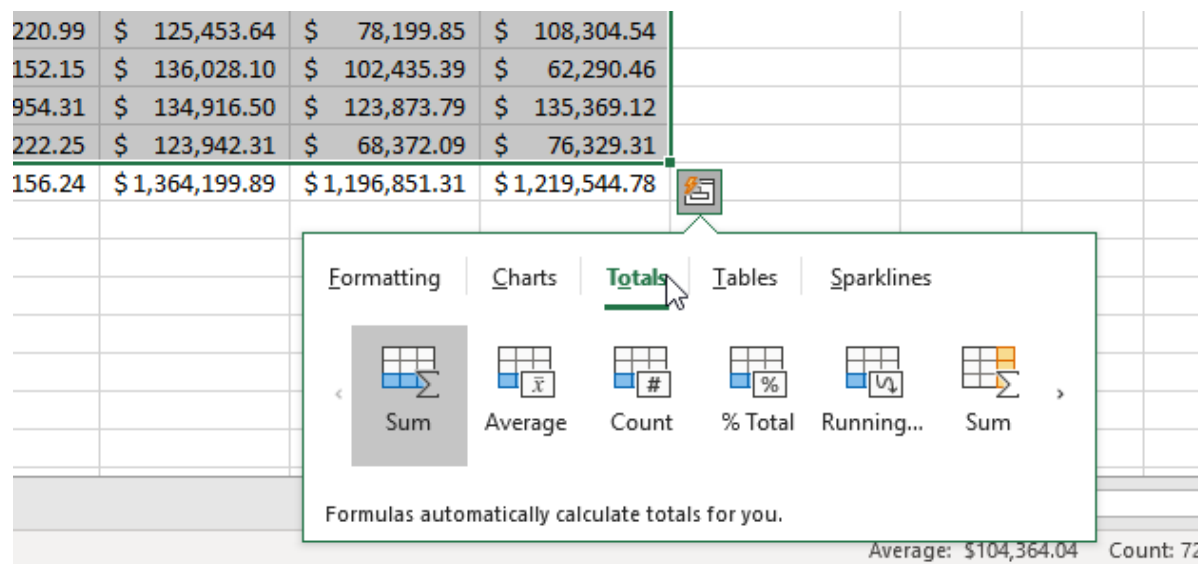 220.99 $ 125,453.64 $ 78,199.85 $ 108,304.54
152.15 $ 136,028.10 $ 102,435.39 $ 62,290.46
954.31 $ 134,916.50 $ 123,873.79 $ 135,369.12
222.25 $ 123,942.31 $ 68,372.09 $ 76,329.31
156.24 $ 1,364,199.89 $ 1,196,851.31 $ 1,219,544.78
Formatting Charts Totals Tables Sparklines
Sum Average Count % Total Running... Sum
Formulas automatically calculate totals for you.
Average: $104,364.04 Count: 72